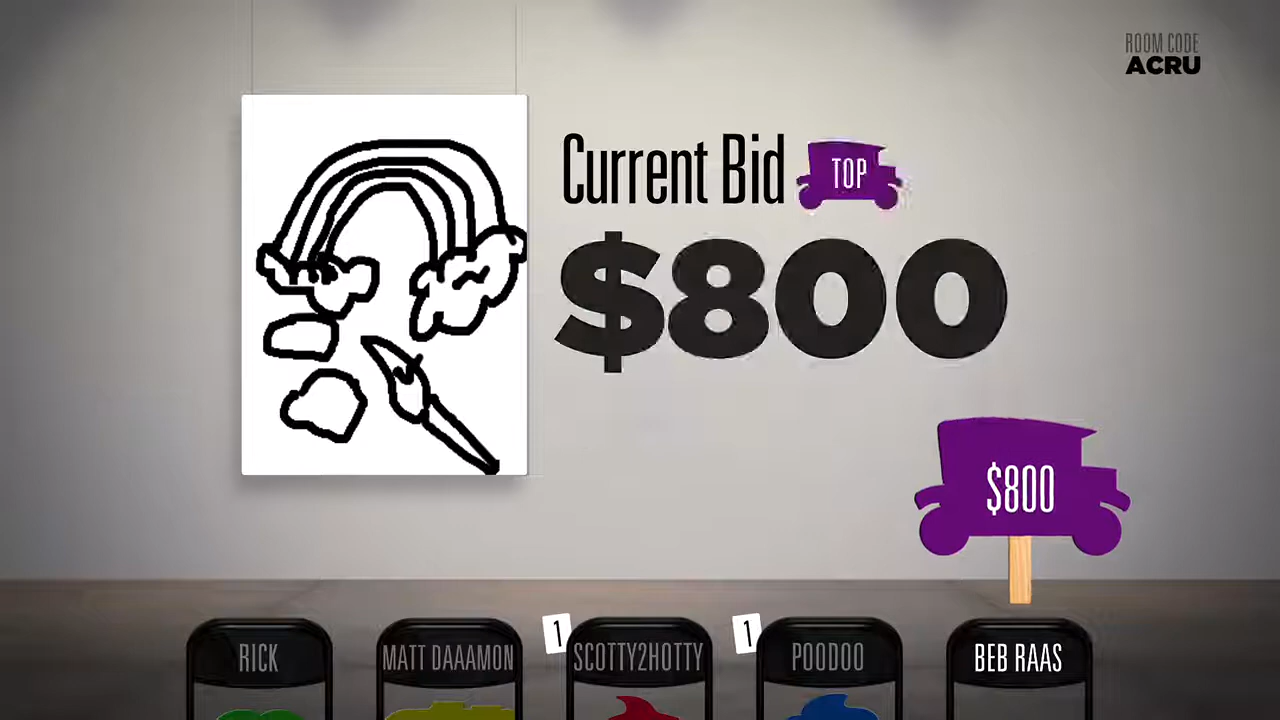 ROOM CODE
ACRU
Current Bid TOP
$800
$800
1 1
RICK MATT DAAAMON SCOTTY2HOTTY POODOO BEB RAAS